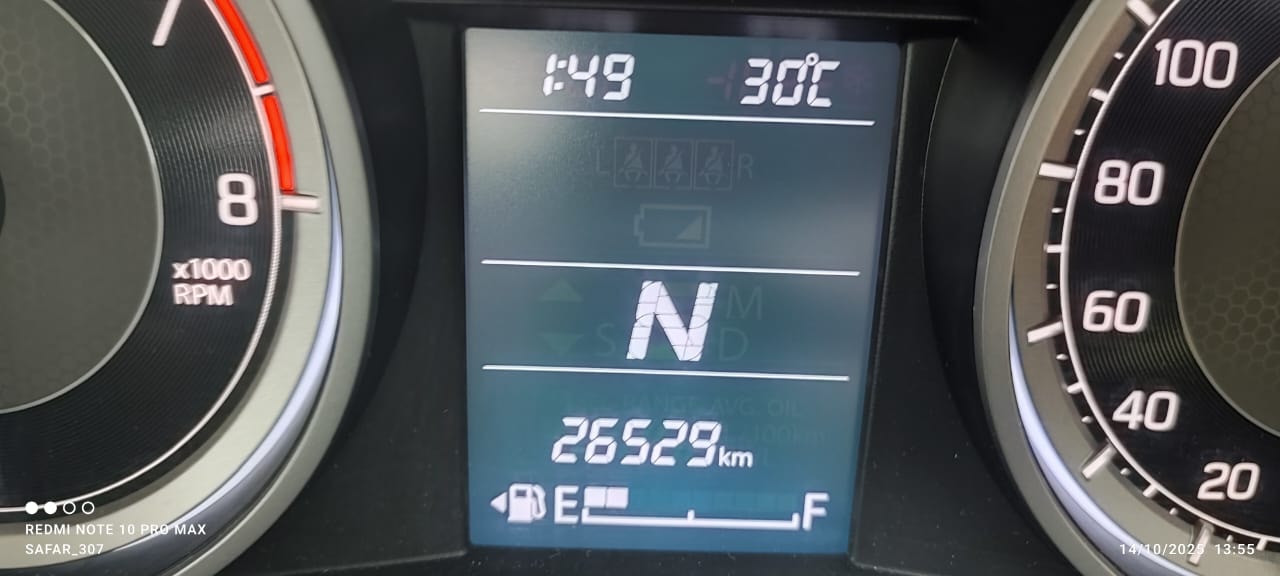 1:49 30°C
L R
N
26529km
E F
8
x1000
RPM
100
80
60
40
20
REDMI NOTE 10 PRO MAX
SAFAR_307
14/10/2025 13:55